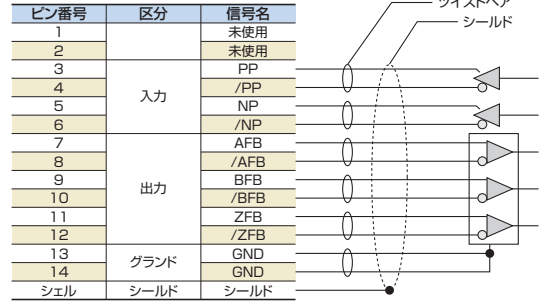 ツイストペア
シールド
ピン番号 区分 信号名
1 未使用
2 未使用
3 PP
4 /PP
入力
5 NP
6 /NP
7 AFB
8 /AFB
9 BFB
出力
10 /BFB
11 ZFB
12 /ZFB
13 GND
グランド
14 GND
シェル シールド シールド